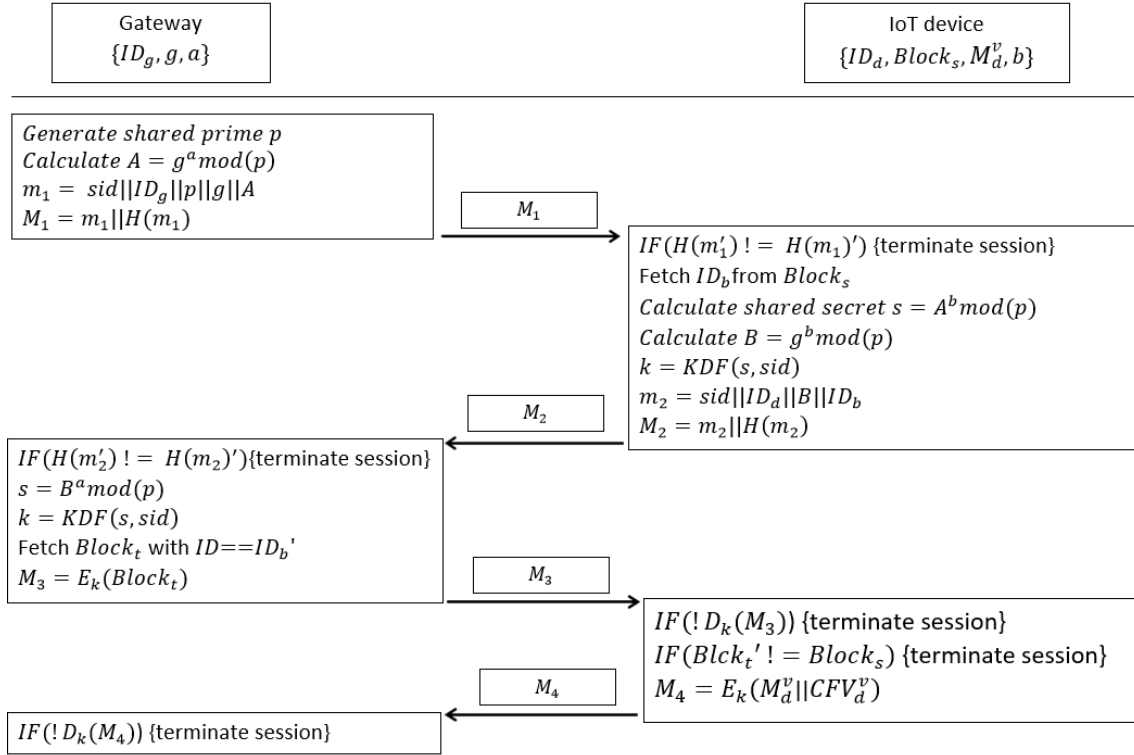 Gateway
{ID_g, g, a}
IoT device
{ID_d, Block_s, M_d^v, b}
Generate shared prime p
Calculate A = g^a mod(p)
m_1 = sid||ID_g||p||g||A
M_1 = m_1||H(m_1)
M_1
IF(H(m_1′) ! = H(m_1)′) {terminate session}
Fetch ID_b from Block_s
Calculate shared secret s = A^b mod(p)
Calculate B = g^b mod(p)
k = KDF(s, sid)
m_2 = sid||ID_d||B||ID_b
M_2 = m_2||H(m_2)
M_2
IF(H(m_2′) ! = H(m_2)′){terminate session}
s = B^a mod(p)
k = KDF(s, sid)
Fetch Block_t with ID==ID_b'
M_3 = E_k(Block_t)
M_3
IF(! D_k(M_3)) {terminate session}
IF(Blck_t′ ! = Block_s) {terminate session}
M_4 = E_k(M_d^v||CFV_d^v)
M_4
IF(! D_k(M_4)) {terminate session}